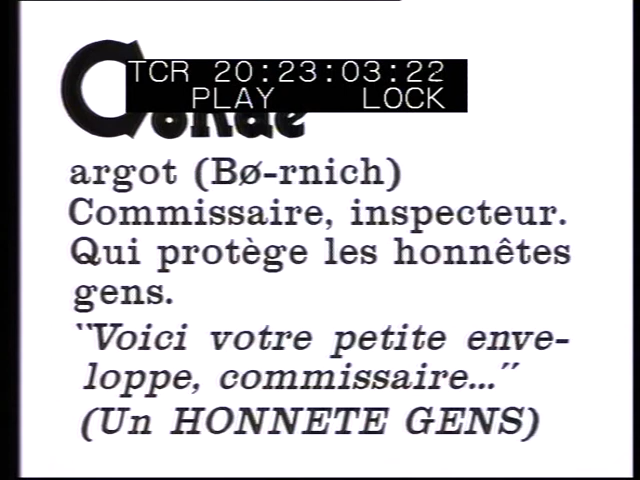 TCR 20:23:03:22
PLAY LOCK
Condé
argot (Bø-rnich)
Commissaire, inspecteur.
Qui protège les honnêtes
gens.
"Voici votre petite enve-
loppe, commissaire..."
(Un HONNETE GENS)